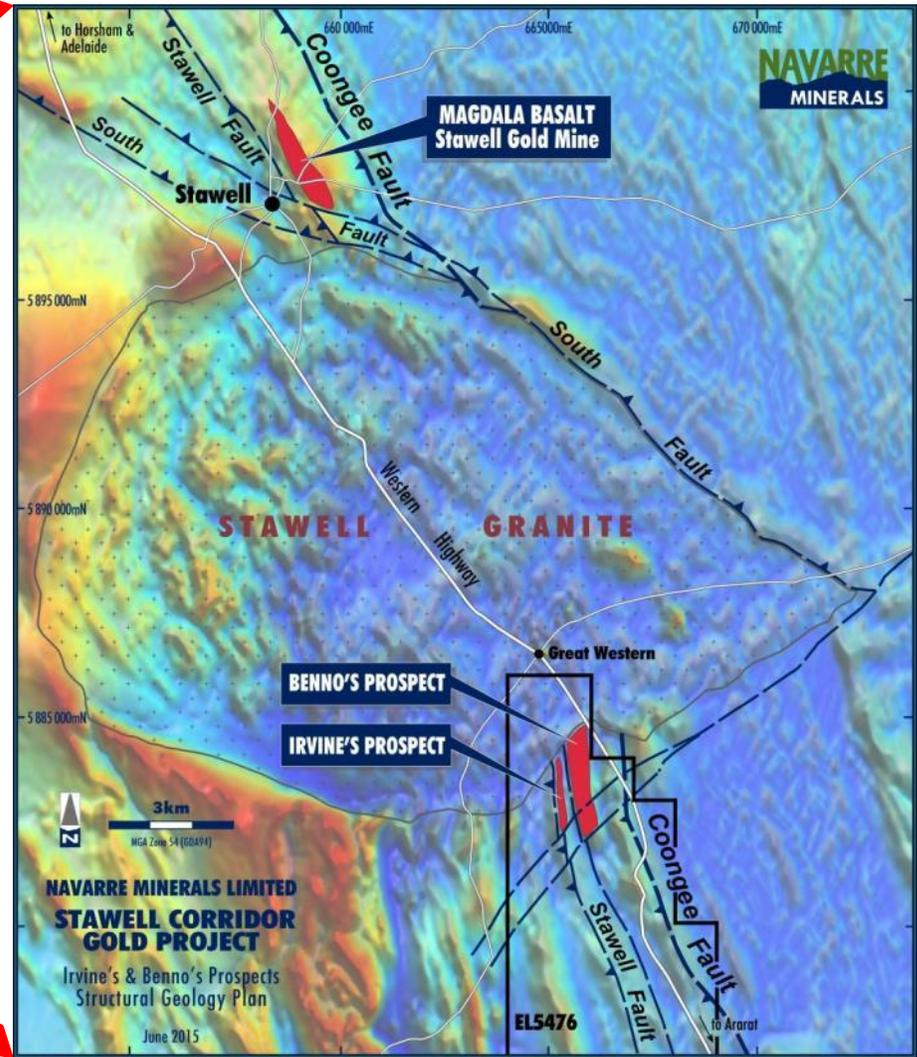 to Horsham &
Adelaide
660 000mE
665000mE
670 000mE
NAVARRE
MINERALS
Stawell
Fault
Coongee
Fault
MAGDALA BASALT
Stawell Gold Mine
South
Stawell
Fault
5 895 000mN
South
Fault
5 890 000mN
STAWELL GRANITE
Western
Highway
Great Western
BENNO'S PROSPECT
5 885 000mN
IRVINE'S PROSPECT
3km
N
MGA Zone 54 (GDA94)
Coongee
Fault
NAVARRE MINERALS LIMITED
STAWELL CORRIDOR
GOLD PROJECT
Irvine's & Benno's Prospects
Structural Geology Plan
June 2015
Stawell
Fault
EL5476
to Ararat